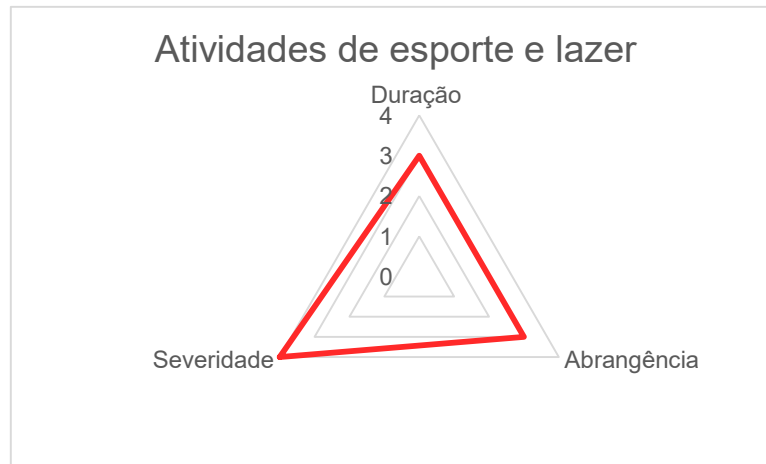 Atividades de esporte e lazer
Duração
4
3
2
1
0
Severidade
Abrangência